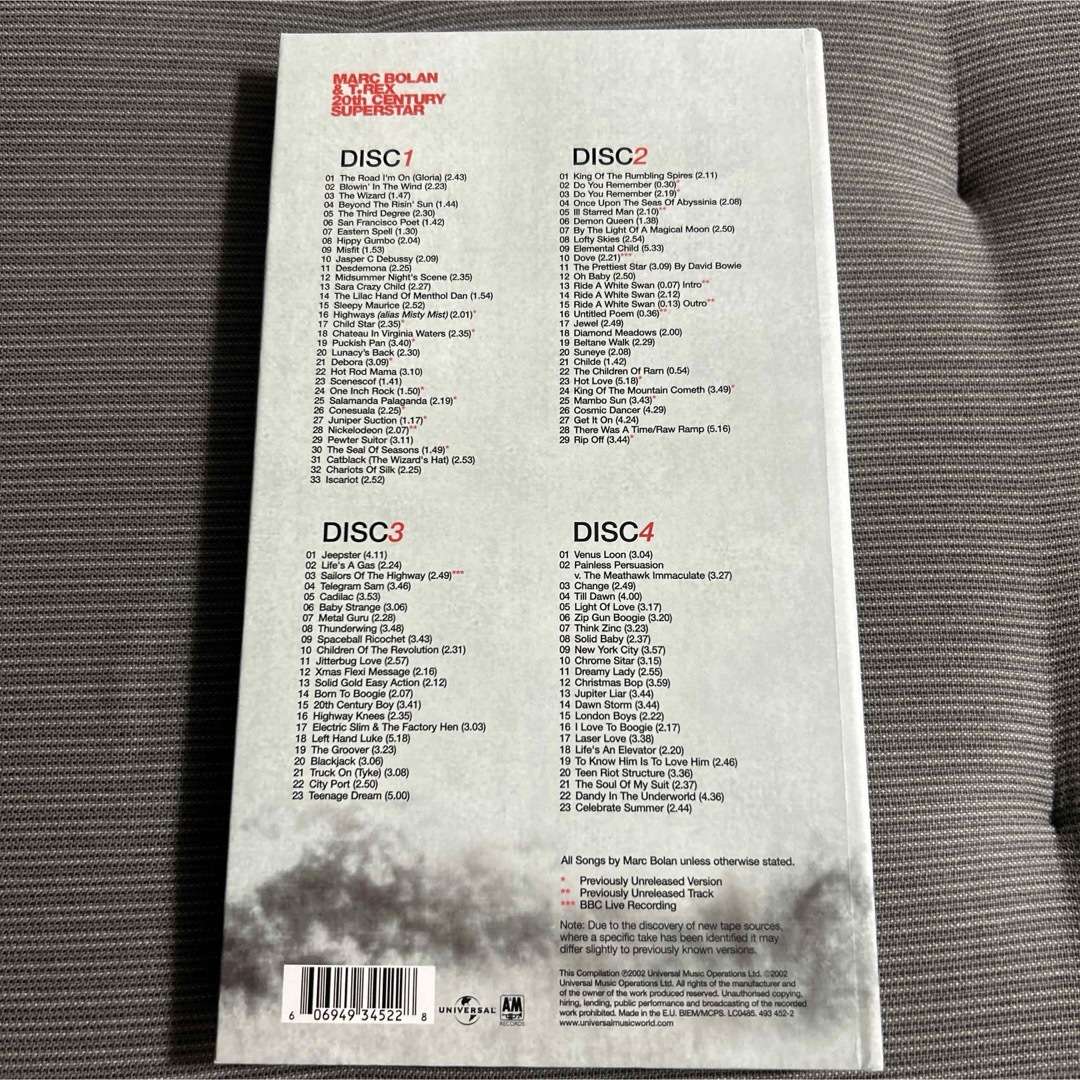 MARC BOLAN
& T.REX
20th CENTURY
SUPERSTAR
DISC1
01 The Road I'm On (Gloria) (2.43)
02 Blowin' In The Wind (2.23)
03 The Wizard (1.47)
04 Beyond The Risin' Sun (1.44)
05 The Third Degree (2.30)
06 San Francisco Poet (1.42)
07 Eastern Spell (1.30)
08 Hippy Gumbo (2.04)
09 Misfit (1.53)
10 Jasper C Debussy (2.09)
11 Desdemona (2.25)
12 Midsummer Night's Scene (2.35)
13 Sara Crazy Child (2.27)
14 The Lilac Hand Of Menthol Dan (1.54)
15 Sleepy Maurice (2.52)
16 Highways (alias Misty Mist) (2.01)*
17 Child Star (2.35)*
18 Chateau In Virginia Waters (2.35)*
19 Puckish Pan (3.40)*
20 Lunacy's Back (2.30)
21 Debora (3.09)*
22 Hot Rod Mama (3.10)
23 Scenescof (1.41)
24 One Inch Rock (1.50)*
25 Salamanda Palaganda (2.19)*
26 Conesuala (2.25)*
27 Juniper Suction (1.17)*
28 Nickelodeon (2.07)**
29 Pewter Suitor (3.11)
30 The Seal Of Seasons (1.49)*
31 Catblack (The Wizard's Hat) (2.53)
32 Chariots Of Silk (2.25)
33 Iscariot (2.52)
DISC2
01 King Of The Rumbling Spires (2.11)
02 Do You Remember (0.30)*
03 Do You Remember (2.19)*
04 Once Upon The Seas Of Abyssinia (2.08)
05 Ill Starred Man (2.10)**
06 Demon Queen (1.38)
07 By The Light Of A Magical Moon (2.50)
08 Lofty Skies (2.54)
09 Elemental Child (5.33)
10 Dove (2.21)***
11 The Prettiest Star (3.09) By David Bowie
12 Oh Baby (2.50)
13 Ride A White Swan (0.07) Intro**
14 Ride A White Swan (2.12)
15 Ride A White Swan (0.13) Outro**
16 Untitled Poem (0.36)**
17 Jewel (2.49)
18 Diamond Meadows (2.00)
19 Beltane Walk (2.29)
20 Suneye (2.08)
21 Childe (1.42)
22 The Children Of Rarn (0.54)
23 Hot Love (5.18)*
24 King Of The Mountain Cometh (3.49)*
25 Mambo Sun (3.43)*
26 Cosmic Dancer (4.29)
27 Get It On (4.24)
28 There Was A Time/Raw Ramp (5.16)
29 Rip Off (3.44)*
DISC3
01 Jeepster (4.11)
02 Life's A Gas (2.24)
03 Sailors Of The Highway (2.49)***
04 Telegram Sam (3.46)
05 Cadilac (3.53)
06 Baby Strange (3.06)
07 Metal Guru (2.28)
08 Thunderwing (3.48)
09 Spaceball Ricochet (3.43)
10 Children Of The Revolution (2.31)
11 Jitterbug Love (2.57)
12 Xmas Flexi Message (2.16)
13 Solid Gold Easy Action (2.12)
14 Born To Boogie (2.07)
15 20th Century Boy (3.41)
16 Highway Knees (2.35)
17 Electric Slim & The Factory Hen (3.03)
18 Left Hand Luke (5.18)
19 The Groover (3.23)
20 Blackjack (3.06)
21 Truck On (Tyke) (3.08)
22 City Port (2.50)
23 Teenage Dream (5.00)
DISC4
01 Venus Loon (3.04)
02 Painless Persuasion
v. The Meathawk Immaculate (3.27)
03 Change (2.49)
04 Till Dawn (4.00)
05 Light Of Love (3.17)
06 Zip Gun Boogie (3.20)
07 Think Zinc (3.23)
08 Solid Baby (2.37)
09 New York City (3.57)
10 Chrome Sitar (3.15)
11 Dreamy Lady (2.55)
12 Christmas Bop (3.59)
13 Jupiter Liar (3.44)
14 Dawn Storm (3.44)
15 London Boys (2.22)
16 I Love To Boogie (2.17)
17 Laser Love (3.38)
18 Life's An Elevator (2.20)
19 To Know Him Is To Love Him (2.46)
20 Teen Riot Structure (3.36)
21 The Soul Of My Suit (2.37)
22 Dandy In The Underworld (4.36)
23 Celebrate Summer (2.44)
All Songs by Marc Bolan unless otherwise stated.
* Previously Unreleased Version
** Previously Unreleased Track
*** BBC Live Recording
Note: Due to the discovery of new tape sources,
where a specific take has been identified it may
differ slightly to previously known versions.
This Compilation ℗2002 Universal Music Operations Ltd. ©2002
Universal Music Operations Ltd. All rights of the manufacturer and
of the owner of the work produced reserved. Unauthorised copying,
hiring, lending, public performance and broadcasting of the recorded
work prohibited. Made in the E.U. BIEM/MCPS. LC0485. 493 452-2
www.universalmusicworld.com
6 06949 34522 8
UNIVERSAL
AM
RECORDS